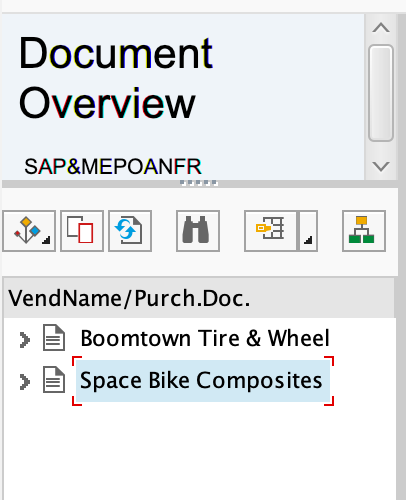 Document
Overview
SAP&MEPOANFR
VendName/Purch.Doc.
Boomtown Tire & Wheel
Space Bike Composites